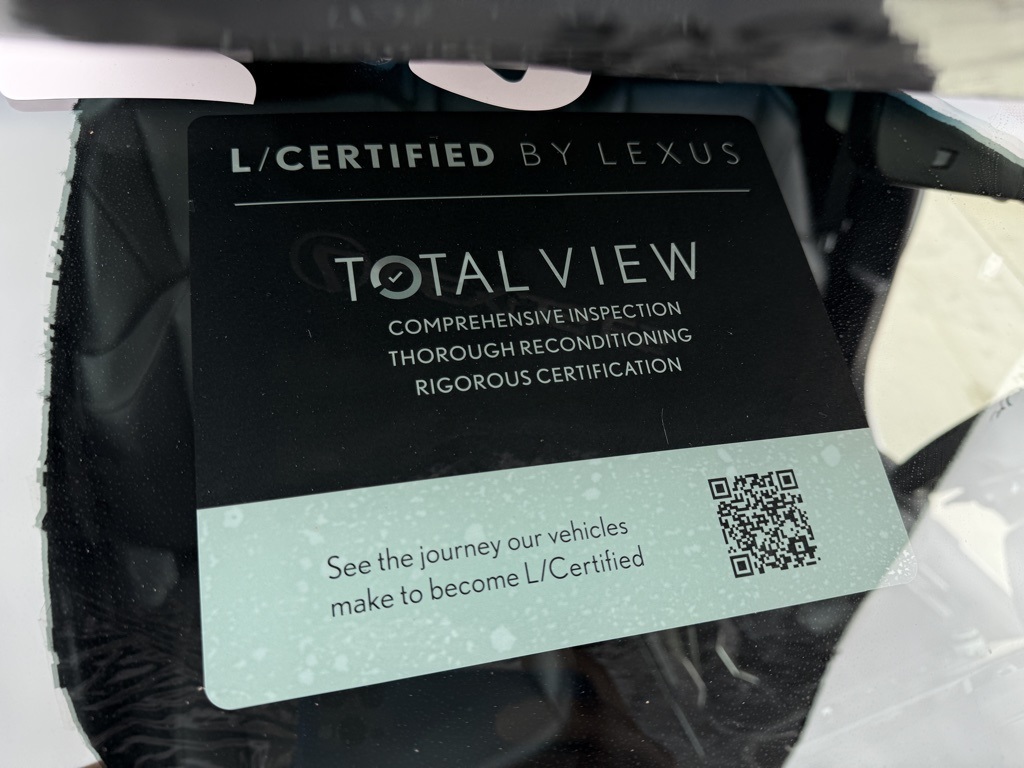 L/CERTIFIED BY LEXUS
TOTAL VIEW
COMPREHENSIVE INSPECTION
THOROUGH RECONDITIONING
RIGOROUS CERTIFICATION
See the journey our vehicles
make to become L/Certified